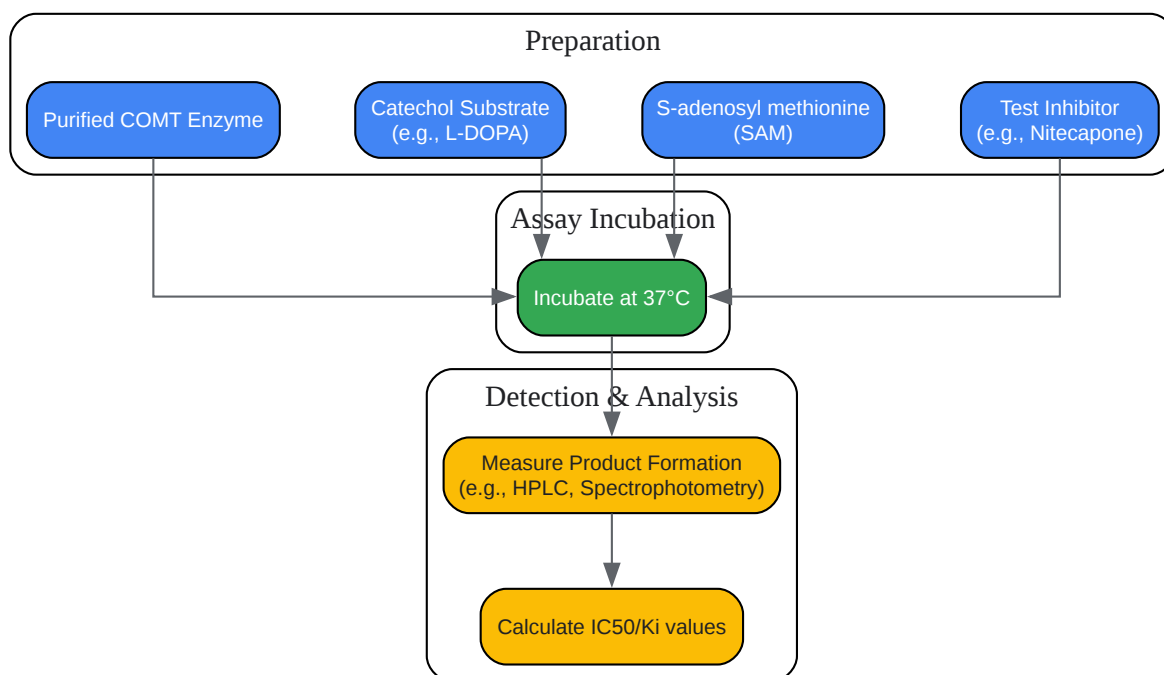 Preparation
Purified COMT Enzyme
Catechol Substrate
(e.g., L-DOPA)
S-adenosyl methionine
(SAM)
Test Inhibitor
(e.g., Nitecapone)
Assay Incubation
Incubate at 37°C
Detection & Analysis
Measure Product Formation
(e.g., HPLC, Spectrophotometry)
Calculate IC50/Ki values